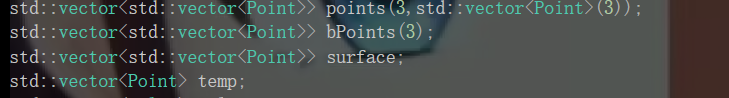 std::vector<std::vector<Point>> points(3,std::vector<Point>(3));
std::vector<std::vector<Point>> bPoints(3);
std::vector<std::vector<Point>> surface;
std::vector<Point> temp;